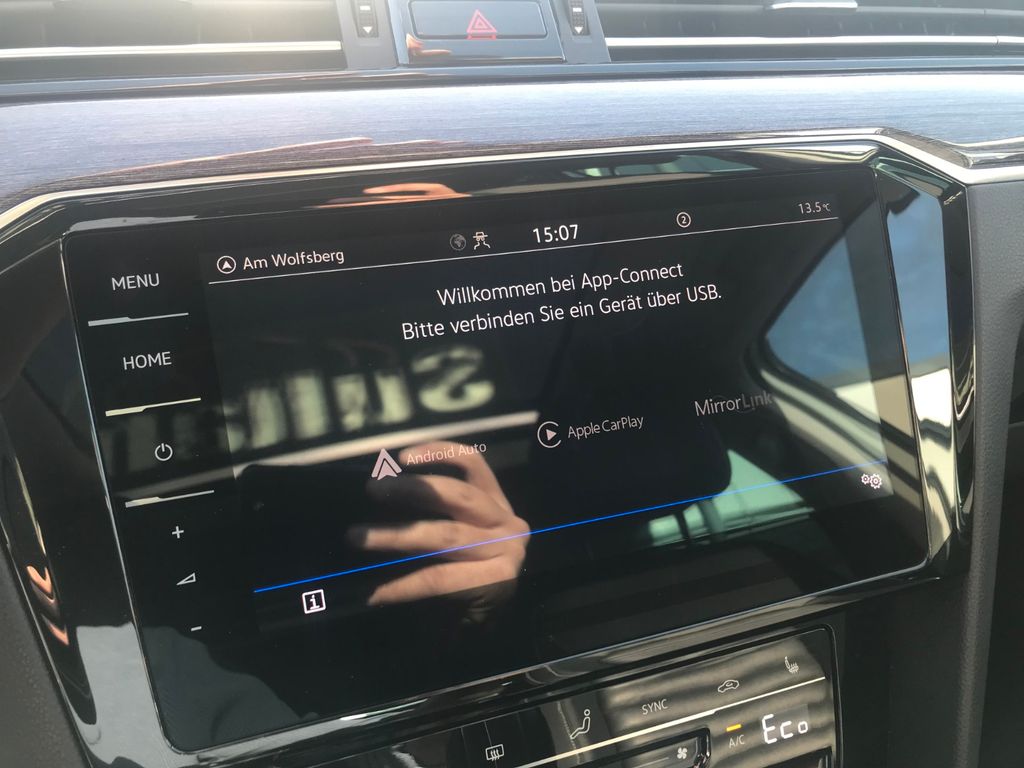 Am Wolfsberg
15:07
2
13.5°C
MENU
Willkommen bei App-Connect
Bitte verbinden Sie ein Gerät über USB.
HOME
Android Auto
Apple CarPlay
MirrorLink
+
-
i
SYNC
A/C
Eco